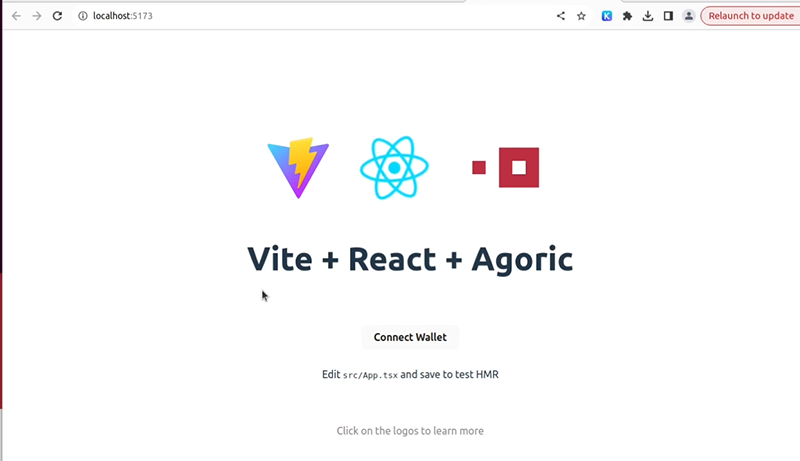 localhost:5173
Relaunch to update
Vite + React + Agoric
Connect Wallet
Edit src/App.tsx and save to test HMR
Click on the logos to learn more